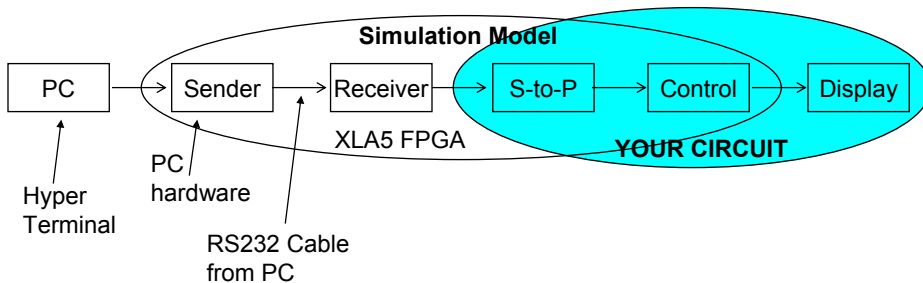 Simulation Model
PC
Sender
Receiver
S-to-P
Control
Display
XLA5 FPGA
YOUR CIRCUIT
PC
hardware
Hyper
Terminal
RS232 Cable
from PC